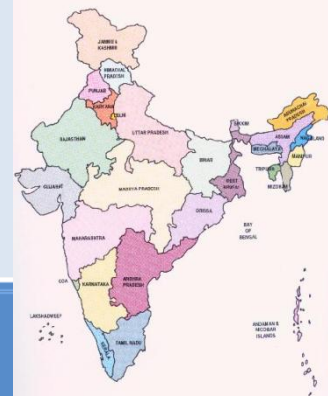 JAMMU &
KASHMIR
HIMACHAL
PRADESH
PUNJAB
HARYANA
DELHI
RAJASTHAN
UTTAR PRADESH
SIKKIM
ARUNACHAL
PRADESH
ASSAM
NAGALAND
MEGHALAYA
MANIPUR
BIHAR
TRIPURA
MIZORAM
WEST
BENGAL
GUJARAT
MADHYA PRADESH
ORISSA
MAHARASTRA
BAY
OF
BENGAL
ANDHRA
PRADESH
GOA
KARNATAKA
LAKSHADWEEP
ANDAMAN &
NICOBAR
ISLANDS
KERALA
TAMIL NADU